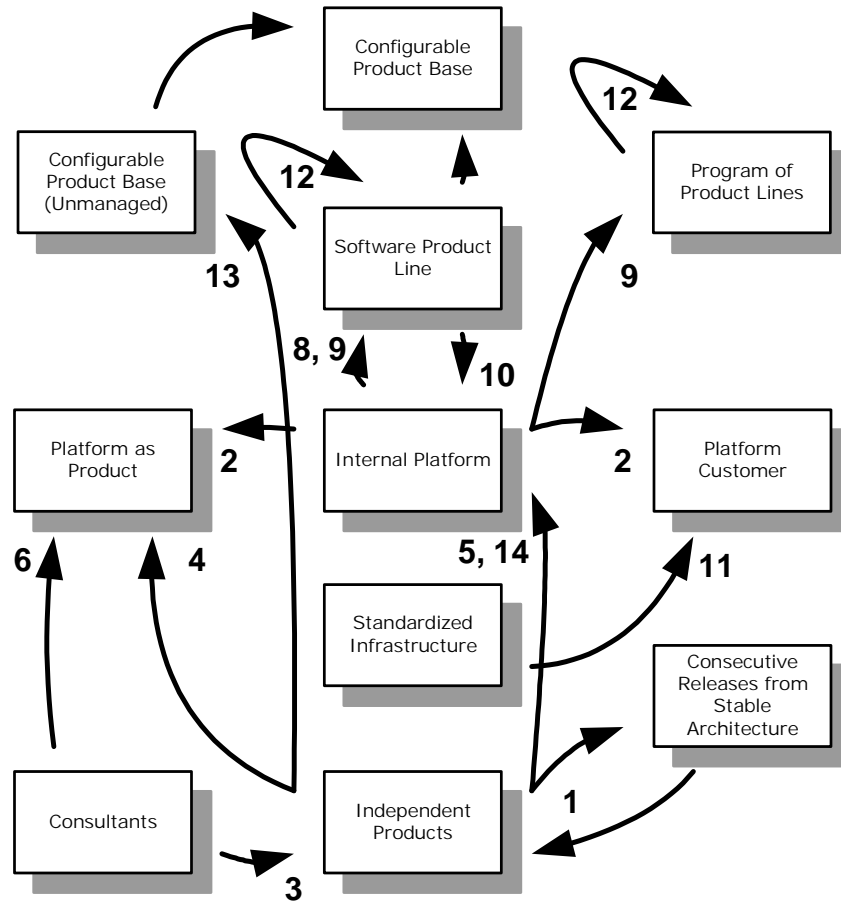 Configurable
Product Base
12
12
Configurable
Product Base
(Unmanaged)
Program of
Product Lines
Software Product
Line
13
9
8, 9
10
Platform as
Product
2
Internal Platform
2
Platform
Customer
6
4
5, 14
11
Standardized
Infrastructure
Consecutive
Releases from
Stable
Architecture
Consultants
Independent
Products
1
3